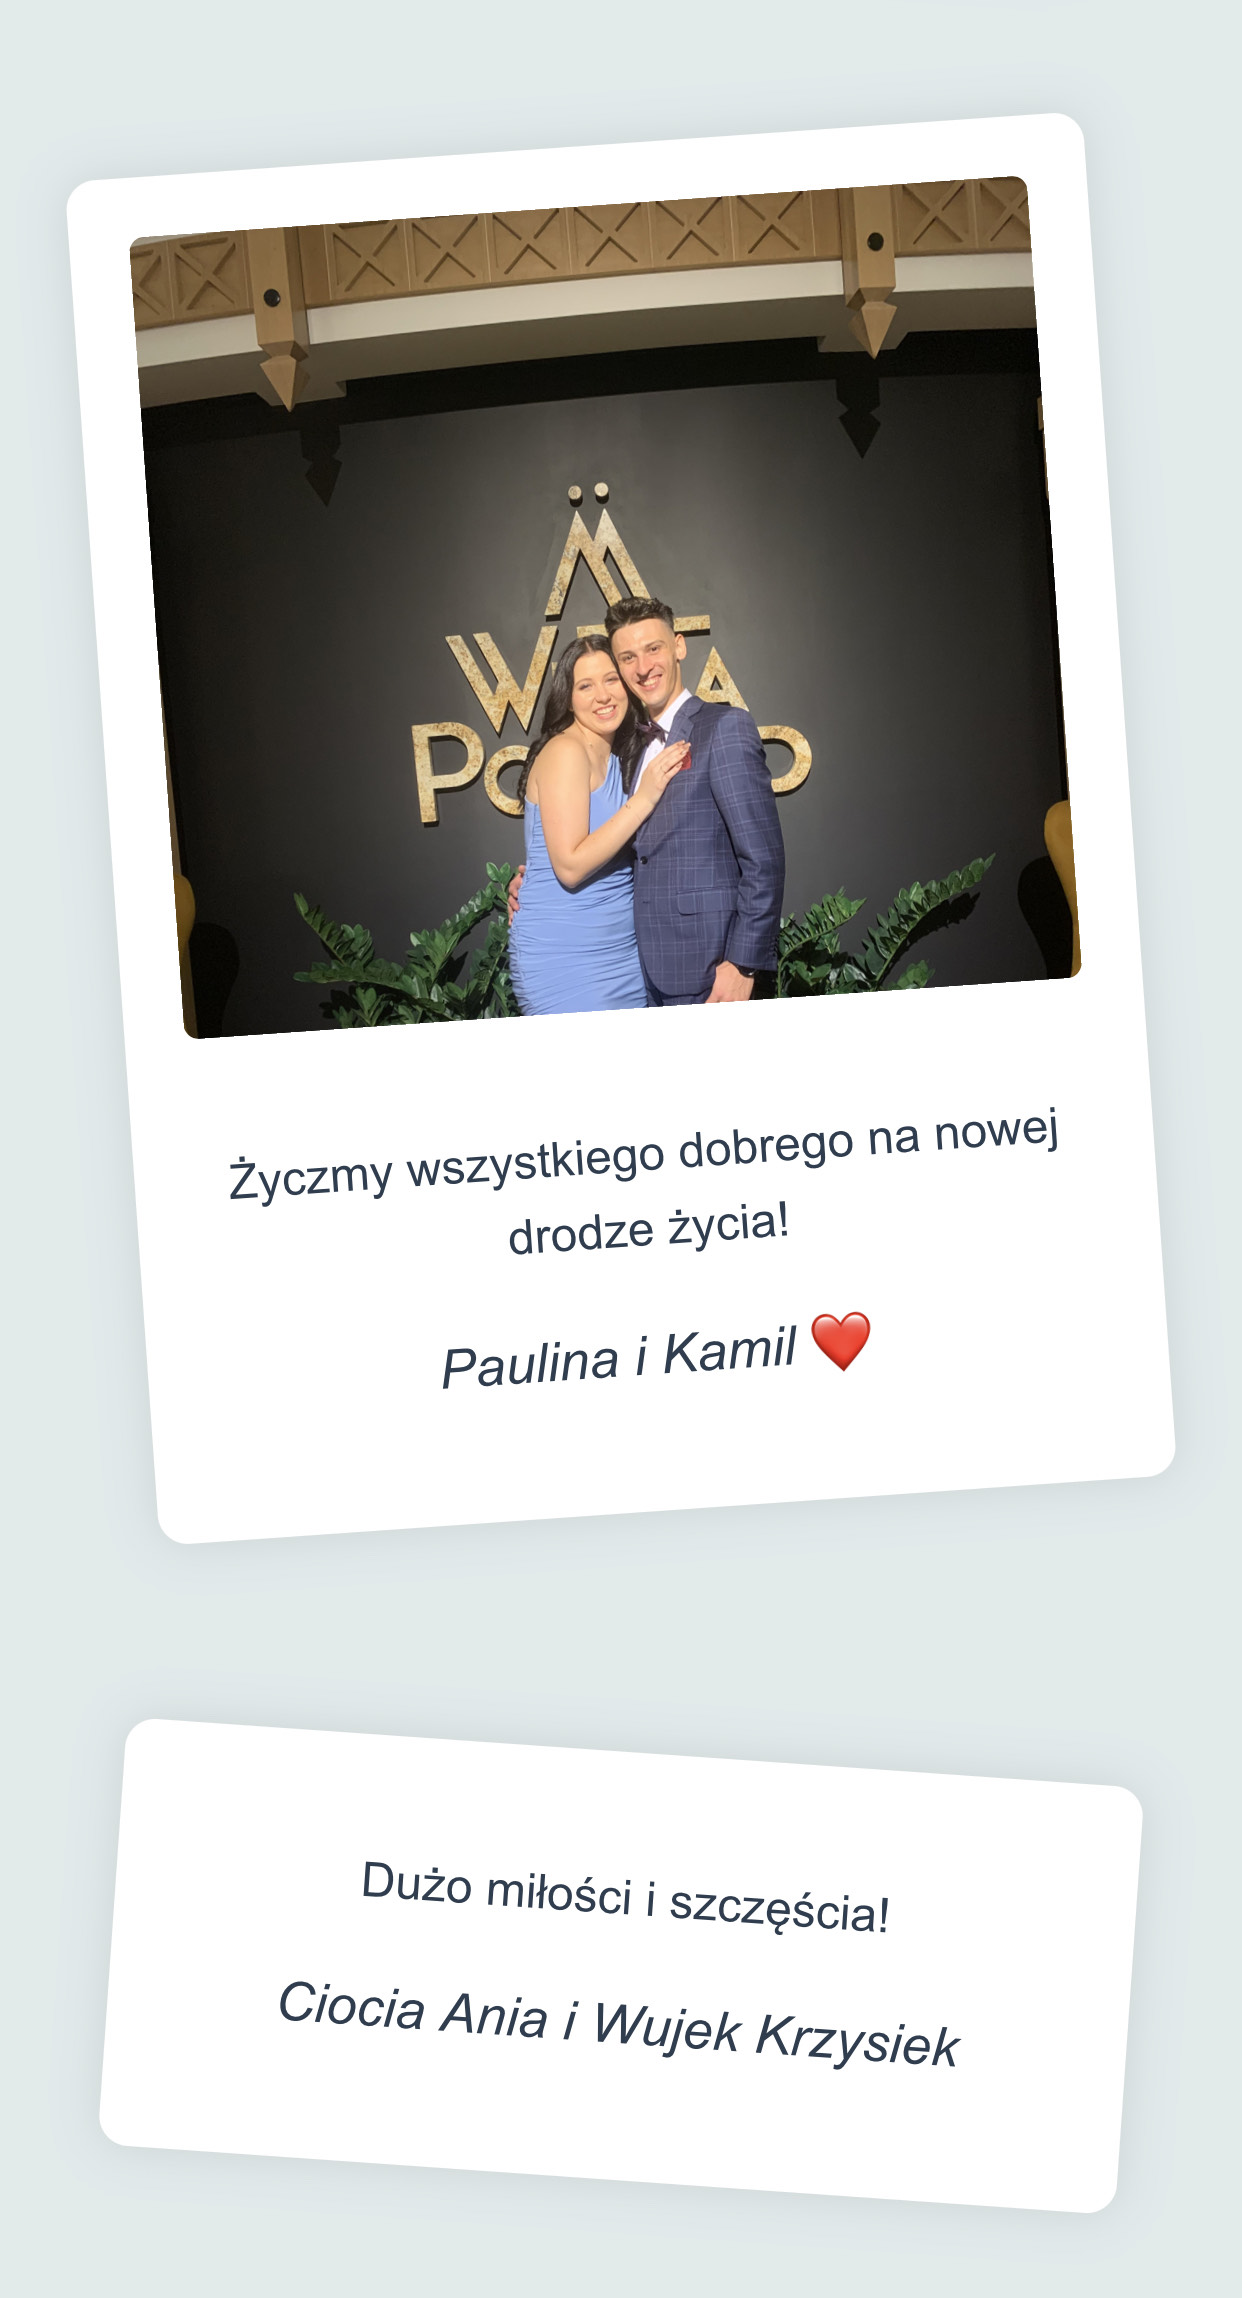 M
Życzmy wszystkiego dobrego na nowej
drodze życia!
Paulina i Kamil ❤️
Dużo miłości i szczęścia!
Ciocia Ania i Wujek Krzysiek